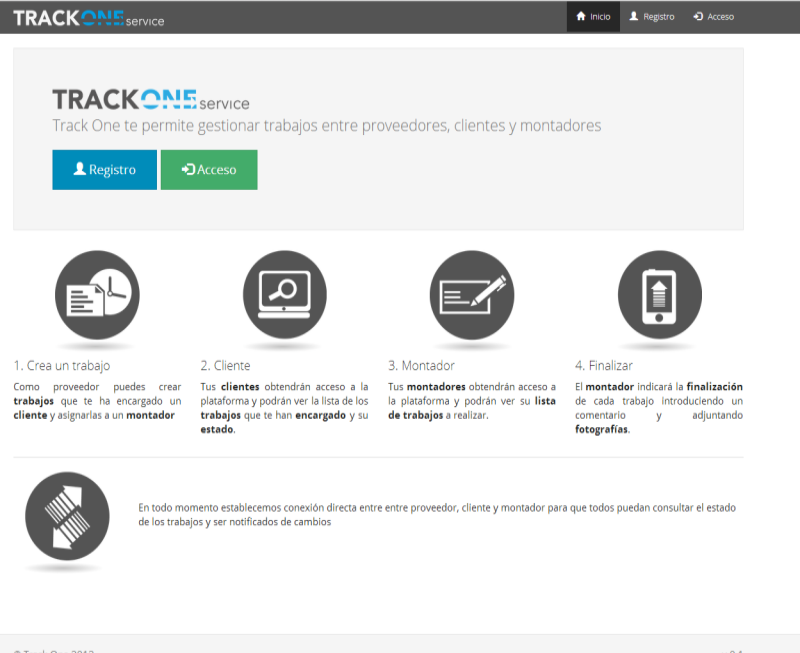 TRACKONE service
Inicio
Registro
Acceso
TRACKONE service
Track One te permite gestionar trabajos entre proveedores, clientes y montadores
Registro
Acceso
1. Crea un trabajo
Como proveedor puedes crear
trabajos que te ha encargado un
cliente y asignarlas a un montador
2. Cliente
Tus clientes obtendrán acceso a la
plataforma y podrán ver la lista de los
trabajos que te han encargado y su
estado.
3. Montador
Tus montadores obtendrán acceso a
la plataforma y podrán ver su lista
de trabajos a realizar.
4. Finalizar
El montador indicará la finalización
de cada trabajo introduciendo un
comentario y adjuntando
fotografías.
En todo momento establecemos conexión directa entre entre proveedor, cliente y montador para que todos puedan consultar el estado
de los trabajos y ser notificados de cambios